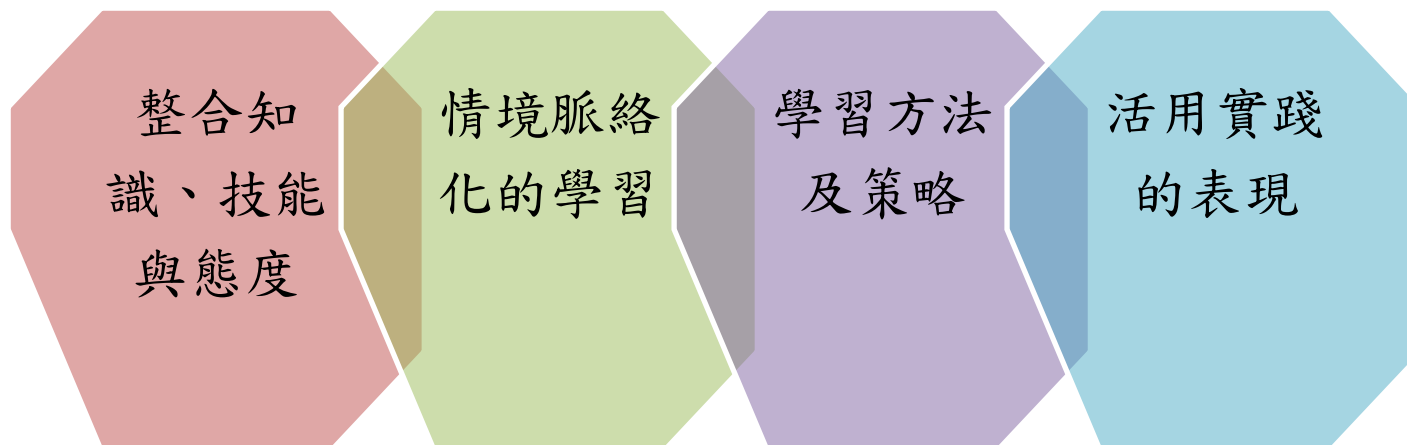 整合知
識、技能
與態度
情境脈絡
化的學習
學習方法
及策略
活用實踐
的表現